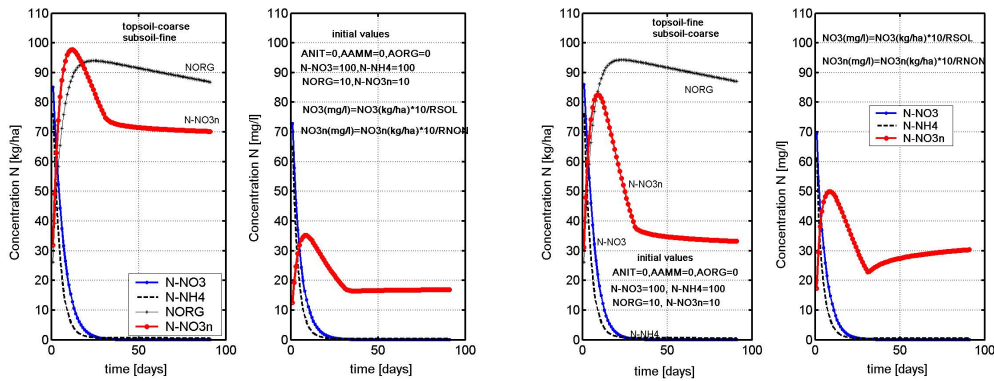 110
100
90
80
70
60
50
40
30
20
10
0
0
50
100
Concentration N [kg/ha]
time [days]
topsoil-coarse
subsoil-fine
NORG
N-NO3n
N-NO3
N-NH4
NORG
N-NO3n
110
100
90
80
70
60
50
40
30
20
10
0
0
50
100
Concentration N [mg/l]
time [days]
initial values
ANIT=0,AAMM=0,AORG=0
N-NO3=100,N-NH4=100
NORG=10,N-NO3n=10
NO3(mg/l)=NO3(kg/ha)*10/RSOL
NO3n(mg/l)=NO3n(kg/ha)*10/RNON
110
100
90
80
70
60
50
40
30
20
10
0
0
50
100
Concentration N [kg/ha]
time [days]
topsoil-fine
subsoil-coarse
NORG
N-NO3n
N-NO3
initial values
ANIT=0,AAMM=0,AORG=0
N-NO3=100, N-NH4=100
NORG=10, N-NO3n=10
N-NH4
110
100
90
80
70
60
50
40
30
20
10
0
0
50
100
Concentration N [mg/l]
time [days]
NO3(mg/l)=NO3(kg/ha)*10/RSOL
NO3n(mg/l)=NO3n(kg/ha)*10/RNON
N-NO3
N-NH4
N-NO3n